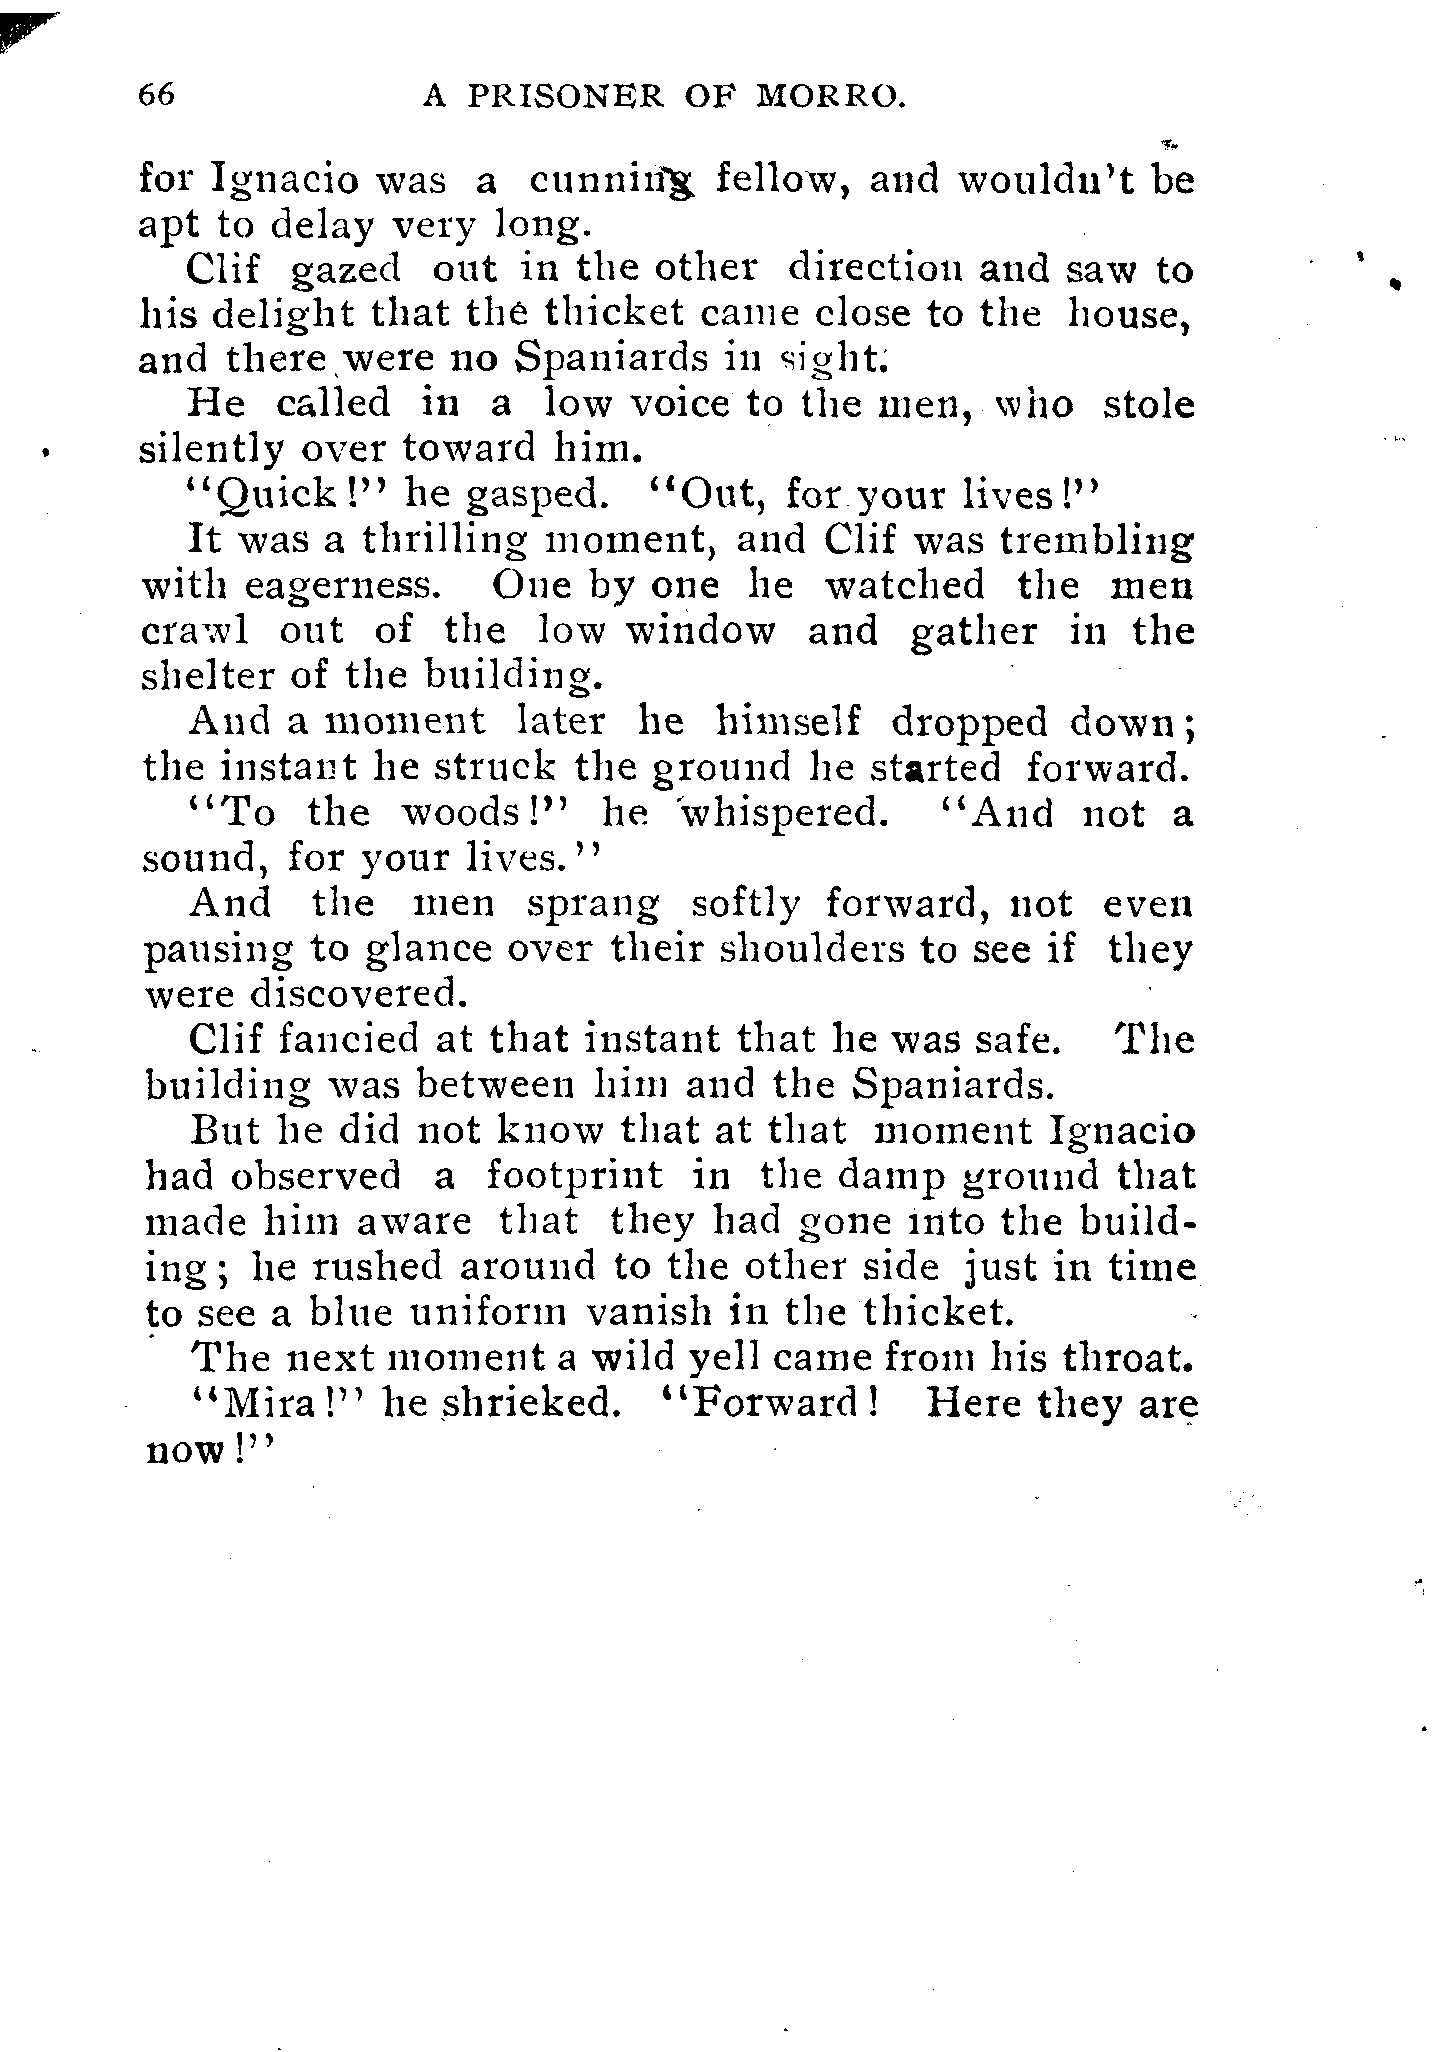 66 A PRISONER OF MORRO.
for Ignacio was a cunning fellow, and wouldn't be
apt to delay very long.
Clif gazed out in the other direction and saw to
his delight that the thicket came close to the house,
and there were no Spaniards in sight.
He called in a low voice to the men, who stole
silently over toward him.
"Quick!" he gasped. "Out, for your lives!"
It was a thrilling moment, and Clif was trembling
with eagerness. One by one he watched the men
crawl out of the low window and gather in the
shelter of the building.
And a moment later he himself dropped down;
the instant he struck the ground he started forward.
"To the woods!" he whispered. "And not a
sound, for your lives."
And the men sprang softly forward, not even
pausing to glance over their shoulders to see if they
were discovered.
Clif fancied at that instant that he was safe. The
building was between him and the Spaniards.
But he did not know that at that moment Ignacio
had observed a footprint in the damp ground that
made him aware that they had gone into the build-
ing; he rushed around to the other side just in time
to see a blue uniform vanish in the thicket.
The next moment a wild yell came from his throat.
"Mira!" he shrieked. "Forward! Here they are
now!"